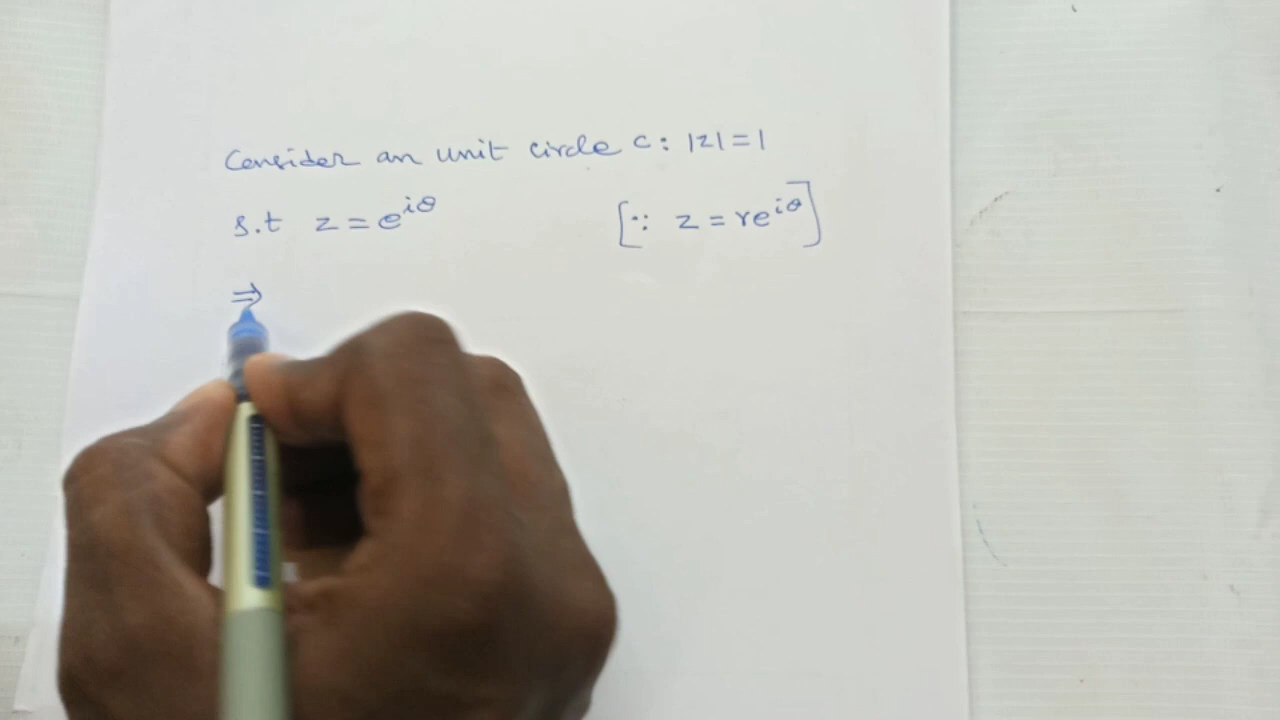 Consider an unit circle C: |z| = 1
s.t z = e^{iθ} [∵ z = re^{iθ}]
⇒